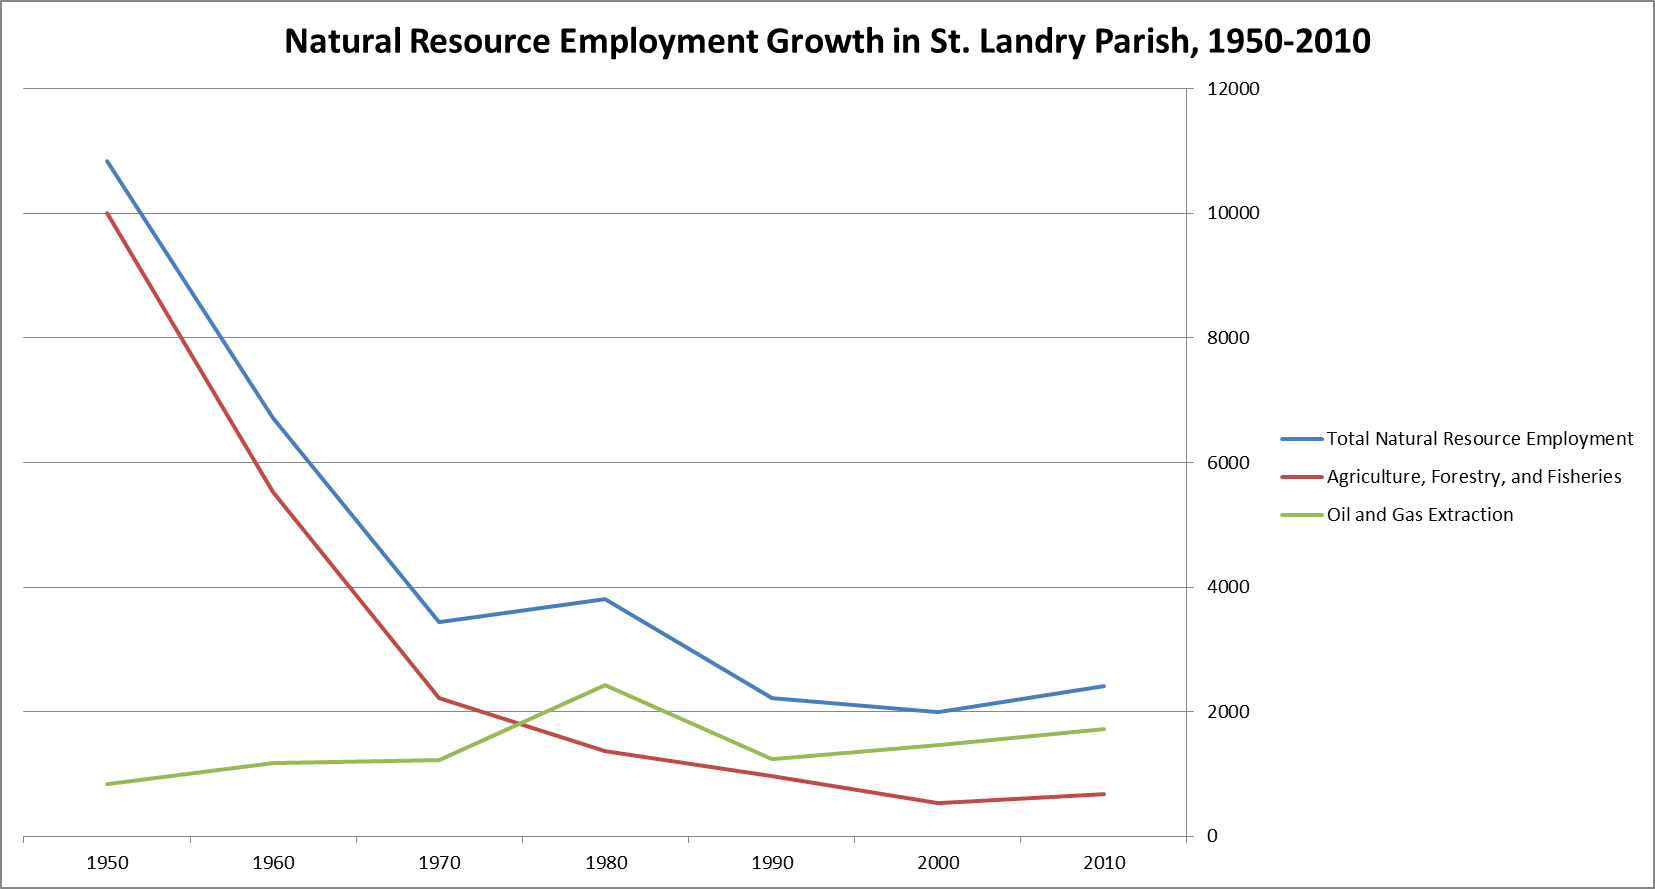 Natural Resource Employment Growth in St. Landry Parish, 1950-2010
12000
10000
8000
6000
4000
2000
0
1950 1960 1970 1980 1990 2000 2010
Total Natural Resource Employment
Agriculture, Forestry, and Fisheries
Oil and Gas Extraction